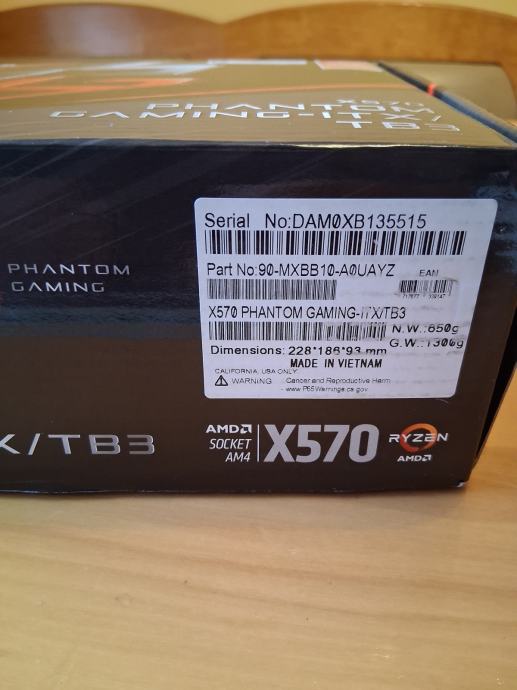 X570
PHANTOM
GAMING-ITX/
TB3
Serial No:DAM0XB135515
Part No:90-MXBB10-A0UAYZ
EAN
X570 PHANTOM GAMING-ITX/TB3
N.W.:650g
G.W.:1300g
Dimensions: 228*186*93 mm
MADE IN VIETNAM
CALIFORNIA, USA ONLY
WARNING Cancer and Reproductive Harm
- www.P65Warnings.ca.gov
PHANTOM
GAMING
X/TB3
AMD
SOCKET
AM4
X570
RYZEN
AMD